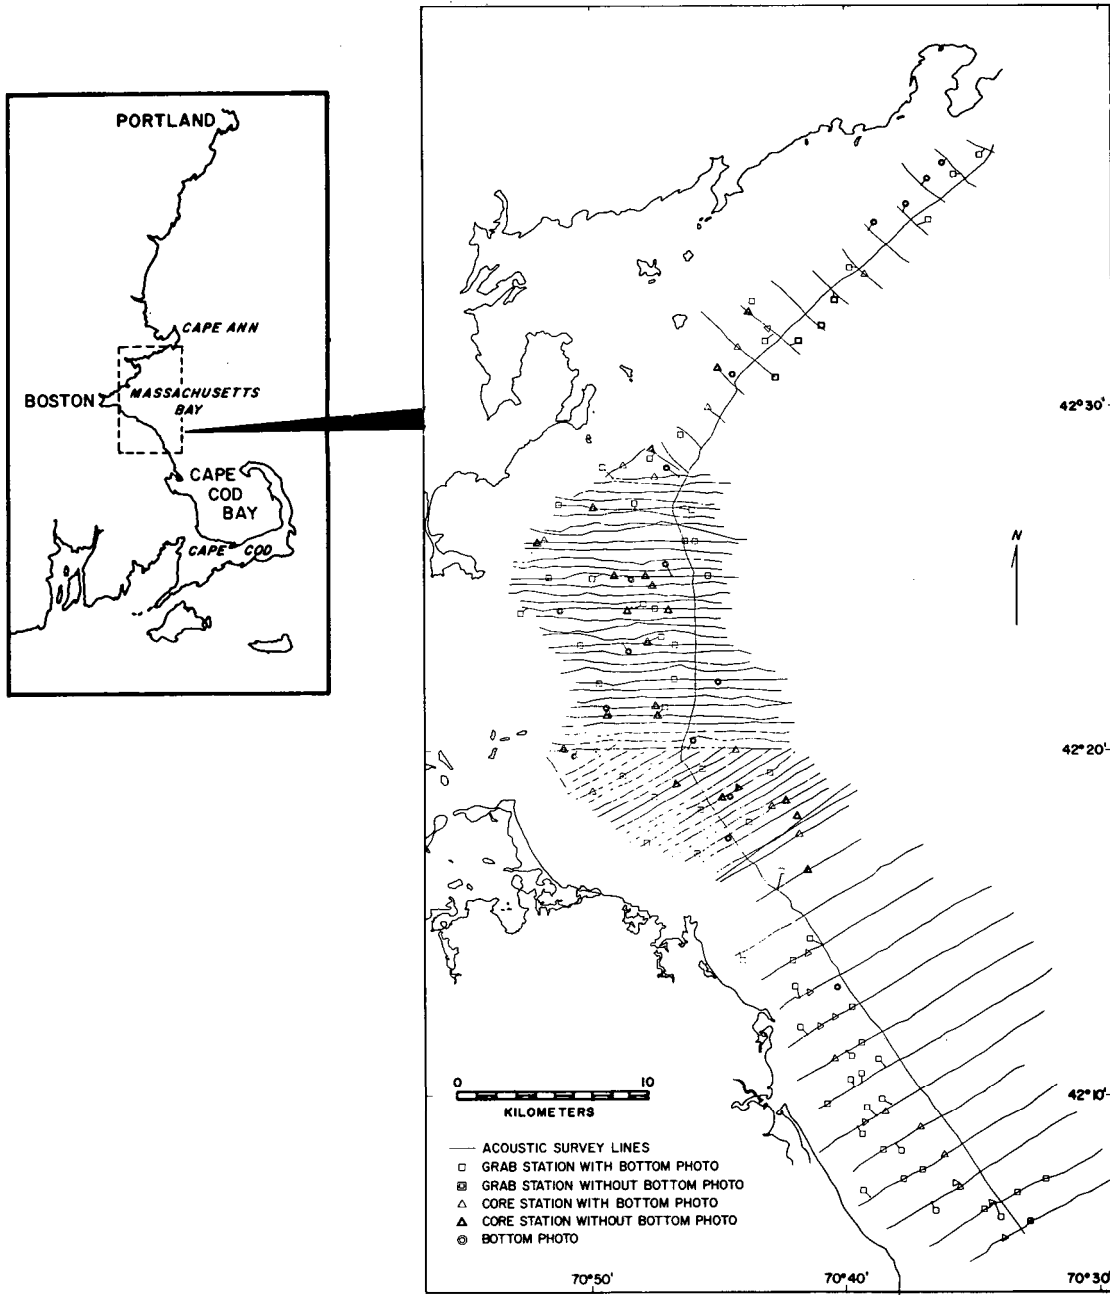 PORTLAND
CAPE ANN
MASSACHUSETTS
BAY
BOSTON
CAPE
COD
BAY
CAPE COD
N
42°30'
42°20'
42°10'
0 10
KILOMETERS
ACOUSTIC SURVEY LINES
GRAB STATION WITH BOTTOM PHOTO
GRAB STATION WITHOUT BOTTOM PHOTO
CORE STATION WITH BOTTOM PHOTO
CORE STATION WITHOUT BOTTOM PHOTO
BOTTOM PHOTO
70°50' 70°40' 70°30'